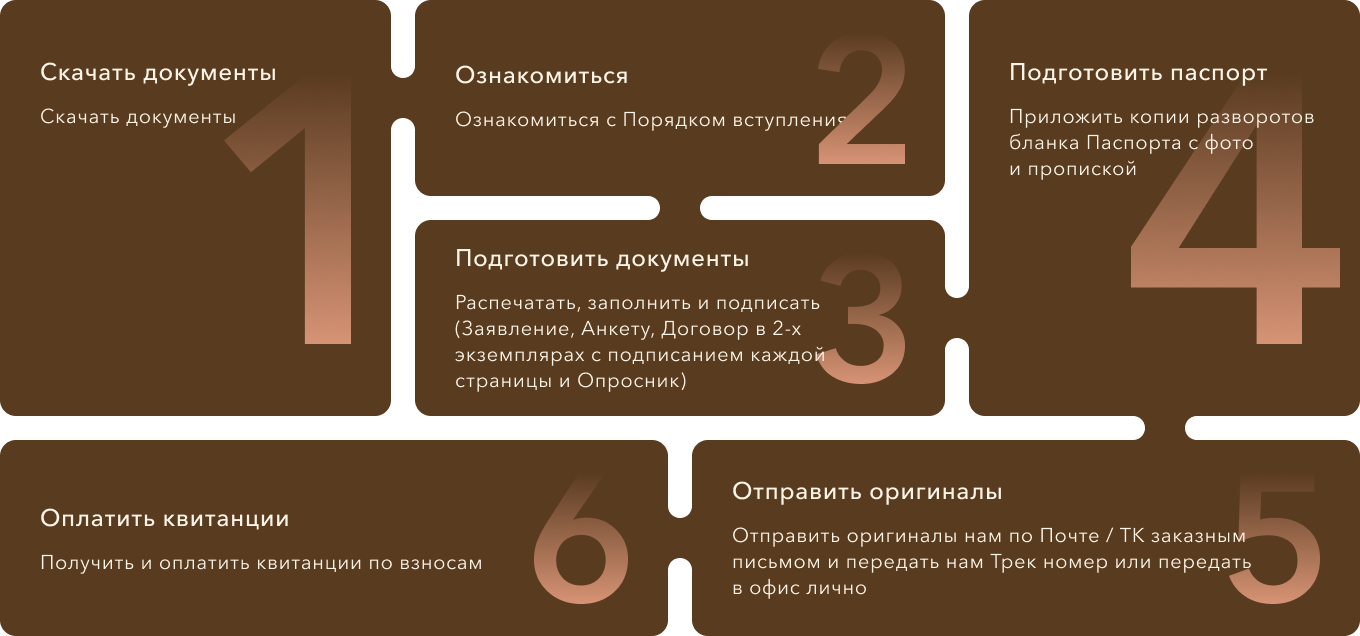 Скачать документы
Скачать документы
1
Ознакомиться
Ознакомиться с Порядком вступления
2
Подготовить документы
Распечатать, заполнить и подписать
(Заявление, Анкету, Договор в 2-х
экземплярах с подписанием каждой
страницы и Опросник)
3
Подготовить паспорт
Приложить копии разворотов
бланка Паспорта с фото
и пропиской
4
Отправить оригиналы
Отправить оригиналы нам по Почте / ТК заказным
письмом и передать нам Трек номер или передать
в офис лично
5
Оплатить квитанции
Получить и оплатить квитанции по взносам
6